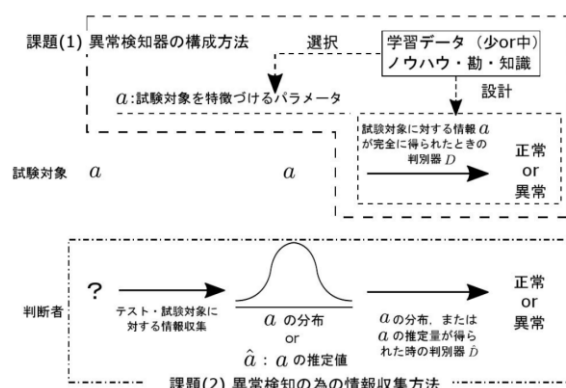 課題(1) 異常検知器の構成方法
選択
学習データ（少or中）
ノウハウ・勘・知識
a:試験対象を特徴づけるパラメータ
設計
試験対象に対する情報 a
が完全に得られたときの
判別器 D
正常
or
異常
試験対象
a
a
判断者
?
テスト・試験対象に
対する情報収集
a の分布
or
â : a の推定値
a の分布, または
a の推定量が得ら
れた時の判別器 D̂
正常
or
異常
課題(2) 異常検知の為の情報収集方法